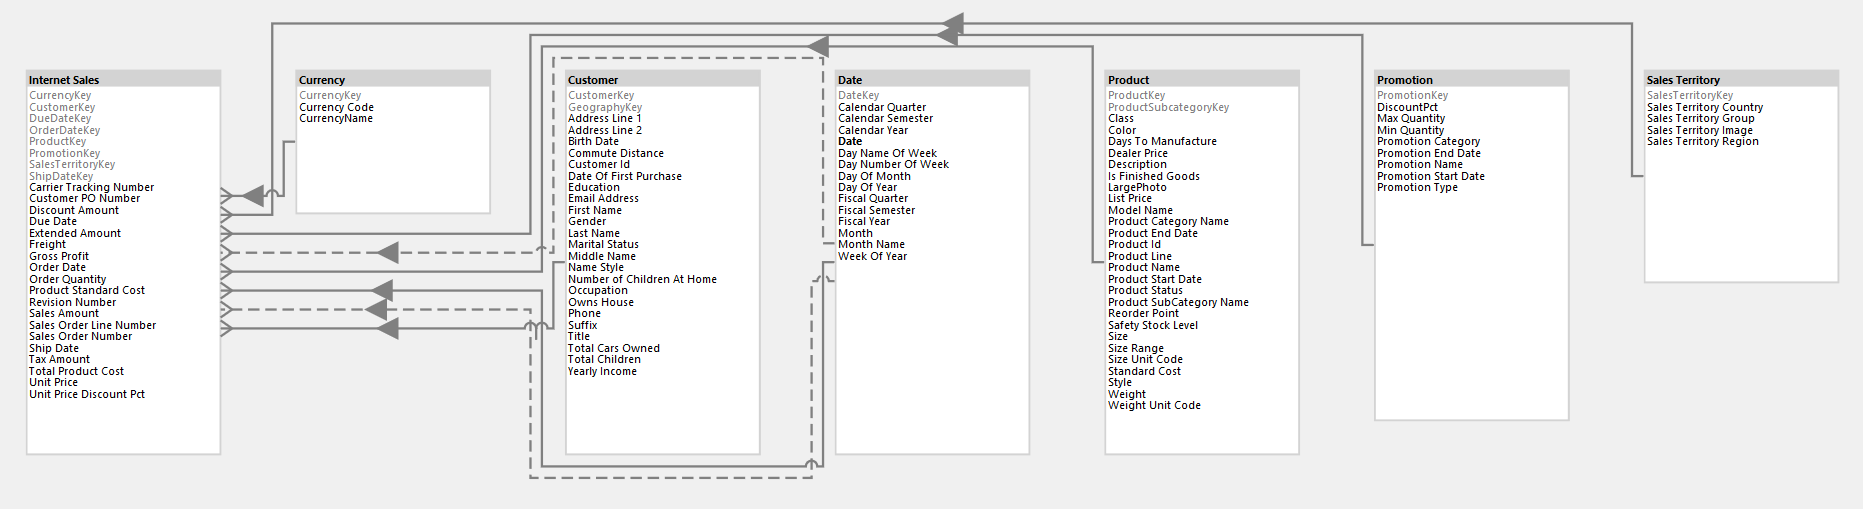 Internet Sales
CurrencyKey
CustomerKey
DueDateKey
OrderDateKey
ProductKey
PromotionKey
SalesTerritoryKey
ShipDateKey
Carrier Tracking Number
Customer PO Number
Discount Amount
Due Date
Extended Amount
Freight
Gross Profit
Order Date
Order Quantity
Product Standard Cost
Revision Number
Sales Amount
Sales Order Line Number
Sales Order Number
Ship Date
Tax Amount
Total Product Cost
Unit Price
Unit Price Discount Pct
Currency
CurrencyKey
Currency Code
CurrencyName
Customer
CustomerKey
GeographyKey
Address Line 1
Address Line 2
Birth Date
Commute Distance
Customer Id
Date Of First Purchase
Education
Email Address
First Name
Gender
Last Name
Marital Status
Middle Name
Name Style
Number of Children At Home
Occupation
Owns House
Phone
Suffix
Title
Total Cars Owned
Total Children
Yearly Income
Date
DateKey
Calendar Quarter
Calendar Semester
Calendar Year
Date
Day Name Of Week
Day Number Of Week
Day Of Month
Day Of Year
Fiscal Quarter
Fiscal Semester
Fiscal Year
Month
Month Name
Week Of Year
Product
ProductKey
ProductSubcategoryKey
Class
Color
Days To Manufacture
Dealer Price
Description
Is Finished Goods
LargePhoto
List Price
Model Name
Product Category Name
Product End Date
Product Id
Product Line
Product Name
Product Start Date
Product Status
Product SubCategory Name
Reorder Point
Safety Stock Level
Size
Size Range
Size Unit Code
Standard Cost
Style
Weight
Weight Unit Code
Promotion
PromotionKey
DiscountPct
Max Quantity
Min Quantity
Promotion Category
Promotion End Date
Promotion Name
Promotion Start Date
Promotion Type
Sales Territory
SalesTerritoryKey
Sales Territory Country
Sales Territory Group
Sales Territory Image
Sales Territory Region